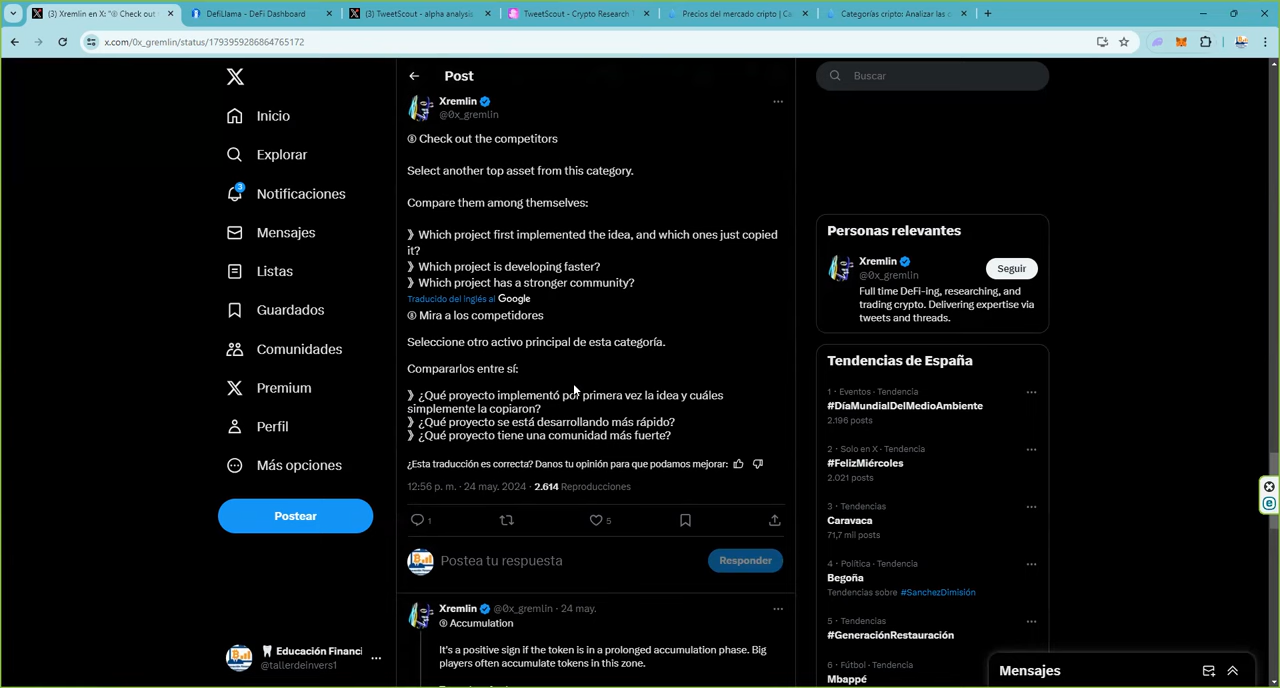 (3) Xremlin en X: "⑧ Check out
DefiLlama - DeFi Dashboard
(3) TweetScout - alpha analysis
TweetScout - Crypto Research
Precios del mercado cripto | Ca
Categorías cripto: Analizar las c
x.com/0x_gremlin/status/1793959286864765172
Inicio
Explorar
3
Notificaciones
Mensajes
Listas
Guardados
Comunidades
Premium
Perfil
Más opciones
Postear
Educación Financi
@tallerdeinvers1
Post
Xremlin
@0x_gremlin
⑧ Check out the competitors
Select another top asset from this category.
Compare them among themselves:
》 Which project first implemented the idea, and which ones just copied
it?
》 Which project is developing faster?
》 Which project has a stronger community?
Traducido del inglés al Google
⑧ Mira a los competidores
Seleccione otro activo principal de esta categoría.
Compararlos entre sí:
》 ¿Qué proyecto implementó por primera vez la idea y cuáles
simplemente la copiaron?
》 ¿Qué proyecto se está desarrollando más rápido?
》 ¿Qué proyecto tiene una comunidad más fuerte?
¿Esta traducción es correcta? Danos tu opinión para que podamos mejorar:
12:56 p. m. · 24 may. 2024 · 2.614 Reproducciones
1
5
Postea tu respuesta
Responder
Xremlin @0x_gremlin · 24 may.
⑨ Accumulation
It's a positive sign if the token is in a prolonged accumulation phase. Big
players often accumulate tokens in this zone.
Buscar
Personas relevantes
Xremlin
@0x_gremlin
Seguir
Full time DeFi-ing, researching, and
trading crypto. Delivering expertise via
tweets and threads.
Tendencias de España
1 · Eventos · Tendencia
#DíaMundialDelMedioAmbiente
2.196 posts
2 · Solo en X · Tendencia
#FelizMiércoles
2.021 posts
3 · Tendencias
Caravaca
71,7 mil posts
4 · Política · Tendencia
Begoña
Tendencias sobre #SanchezDimisión
5 · Tendencias
#GeneraciónRestauración
6 · Fútbol · Tendencia
Mbappé
Mensajes